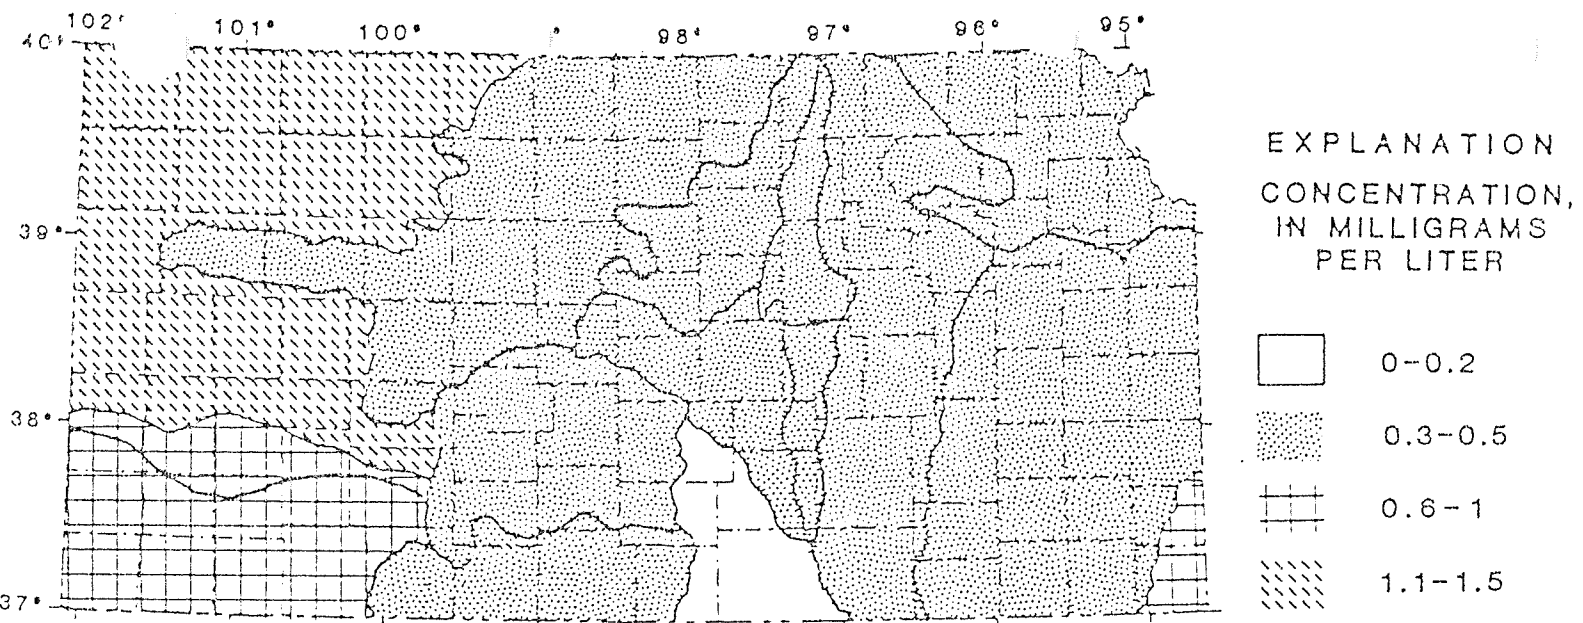 102° 101° 100° 98° 97° 96° 95°
40°
39°
38°
37°
EXPLANATION
CONCENTRATION,
IN MILLIGRAMS
PER LITER
0-0.2
0.3-0.5
0.6-1
1.1-1.5